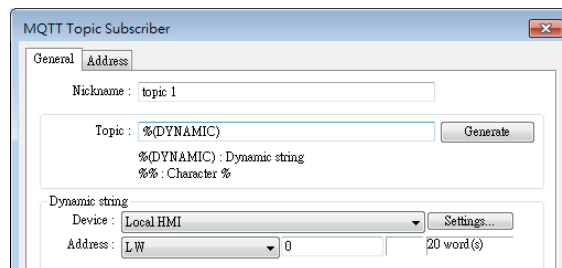 MQTT Topic Subscriber
General Address
Nickname : topic 1
Topic : %(DYNAMIC) Generate
%(DYNAMIC) : Dynamic string
%% : Character %
Dynamic string
Device : Local HMI Settings...
Address : LW 0 20 word(s)